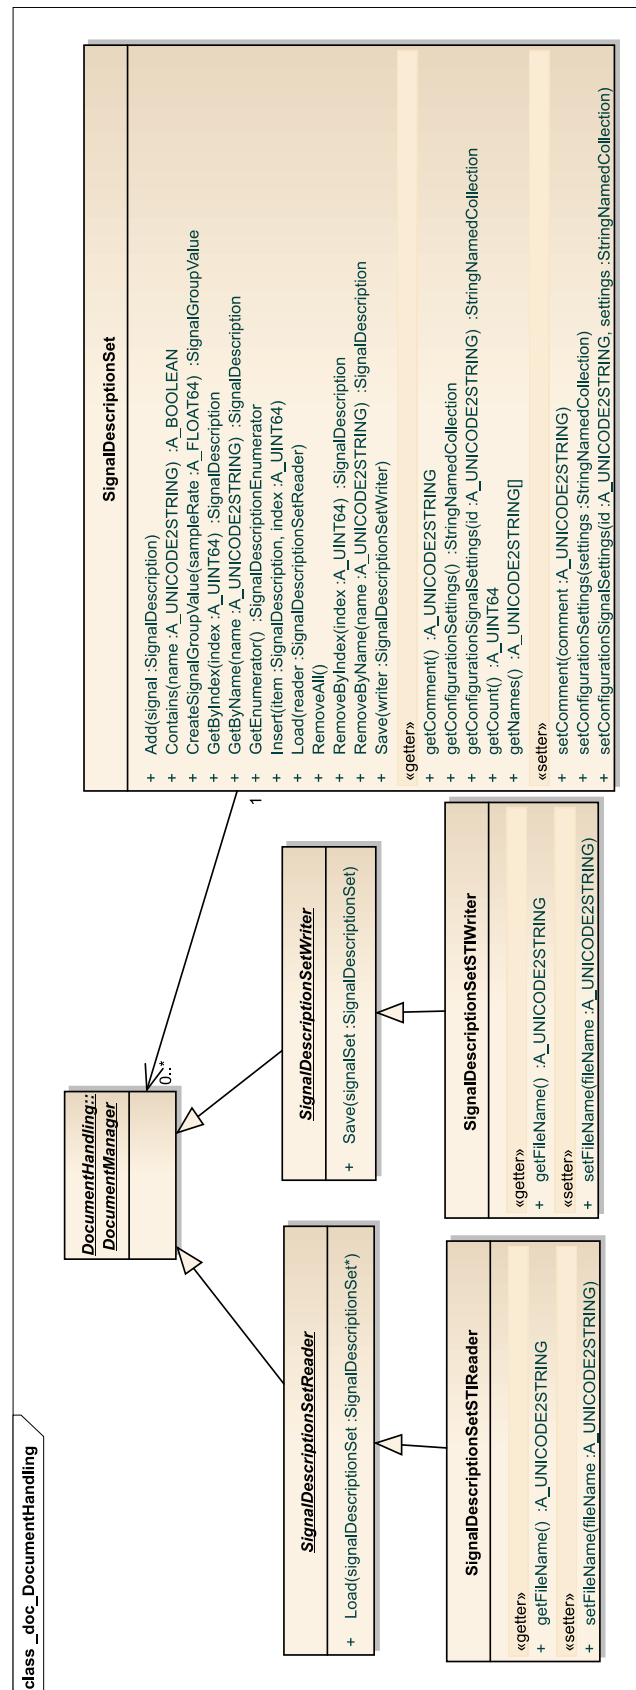 class _doc_DocumentHandling
DocumentHandling::
DocumentManager
SignalDescriptionSetReader
+ Load(signalDescriptionSet :SignalDescriptionSet*)
SignalDescriptionSetSTIReader
«getter»
+ getFileName() :A_UNICODE2STRING
«setter»
+ setFileName(fileName :A_UNICODE2STRING)
SignalDescriptionSetWriter
+ Save(signalSet :SignalDescriptionSet)
SignalDescriptionSetSTIWriter
«getter»
+ getFileName() :A_UNICODE2STRING
«setter»
+ setFileName(fileName :A_UNICODE2STRING)
0..*
1
SignalDescriptionSet
+ Add(signal :SignalDescription)
+ Contains(name :A_UNICODE2STRING) :A_BOOLEAN
+ CreateSignalGroupValue(sampleRate :A_FLOAT64) :SignalGroupValue
+ GetByIndex(index :A_UINT64) :SignalDescription
+ GetByName(name :A_UNICODE2STRING) :SignalDescription
+ GetEnumerator() :SignalDescriptionEnumerator
+ Insert(item :SignalDescription, index :A_UINT64)
+ Load(reader :SignalDescriptionSetReader)
+ RemoveAll()
+ RemoveByIndex(index :A_UINT64) :SignalDescription
+ RemoveByName(name :A_UNICODE2STRING) :SignalDescription
+ Save(writer :SignalDescriptionSetWriter)
«getter»
+ getComment() :A_UNICODE2STRING
+ getConfigurationSettings() :StringNamedCollection
+ getConfigurationSignalSettings(id :A_UNICODE2STRING) :StringNamedCollection
+ getCount() :A_UINT64
+ getNames() :A_UNICODE2STRING[]
«setter»
+ setComment(comment :A_UNICODE2STRING)
+ setConfigurationSettings(settings :StringNamedCollection)
+ setConfigurationSignalSettings(id :A_UNICODE2STRING, settings :StringNamedCollection)